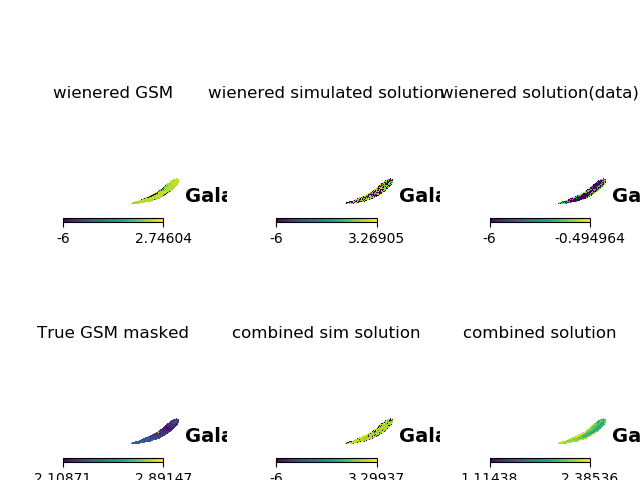 wienered GSM
wienered simulated solution
wienered solution(data)
Gala
Gala
Ga
-6 2.74604
-6 3.26905
-6 -0.494964
True GSM masked
combined sim solution
combined solution
Gala
Gala
Ga
2.10871 2.89147
-6 3.29937
1.11438 2.38536